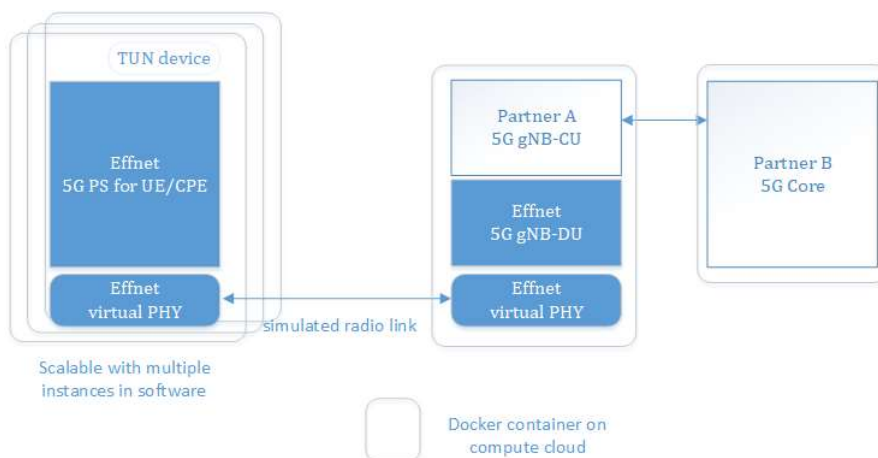 TUN device
Effnet
5G PS for UE/CPE
Effnet
virtual PHY
Scalable with multiple
instances in software
simulated radio link
Partner A
5G gNB-CU
Effnet
5G gNB-DU
Effnet
virtual PHY
Partner B
5G Core
Docker container on
compute cloud